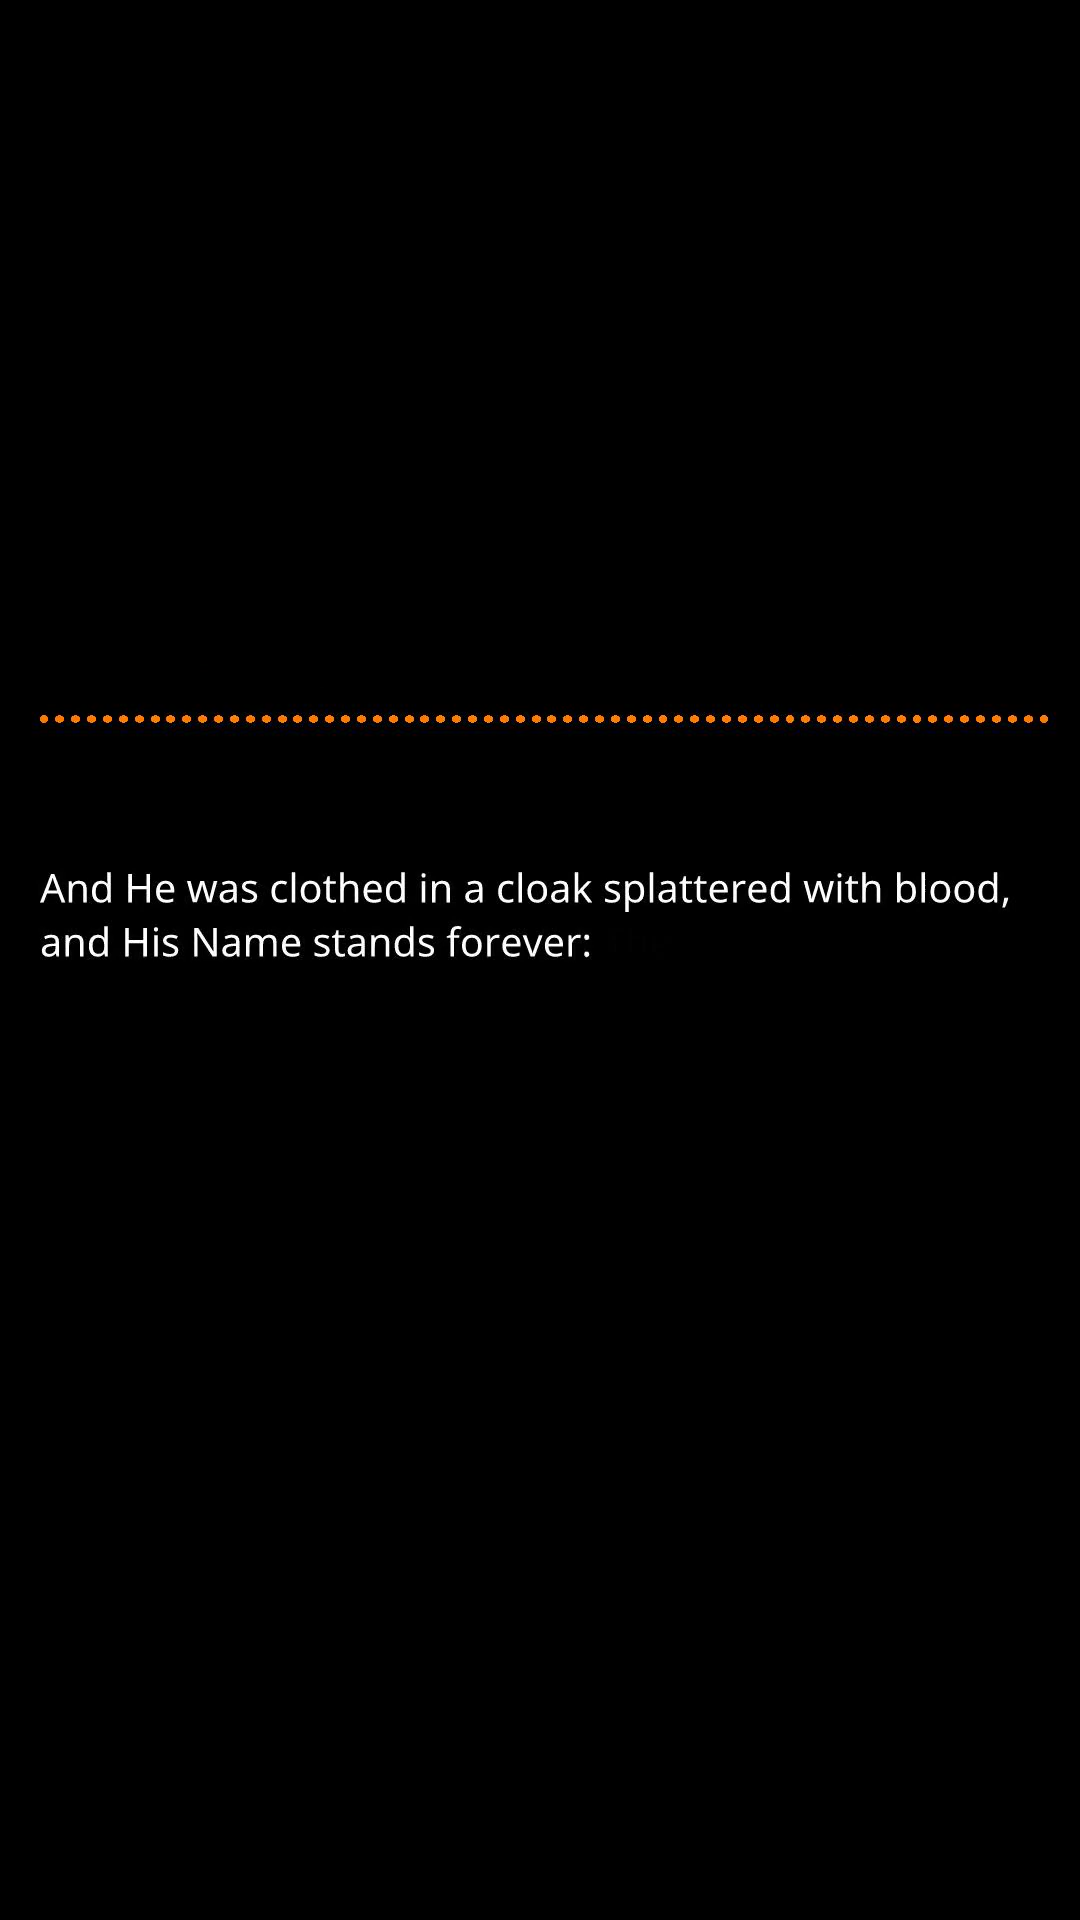 And He was clothed in a cloak splattered with blood,
and His Name stands forever: